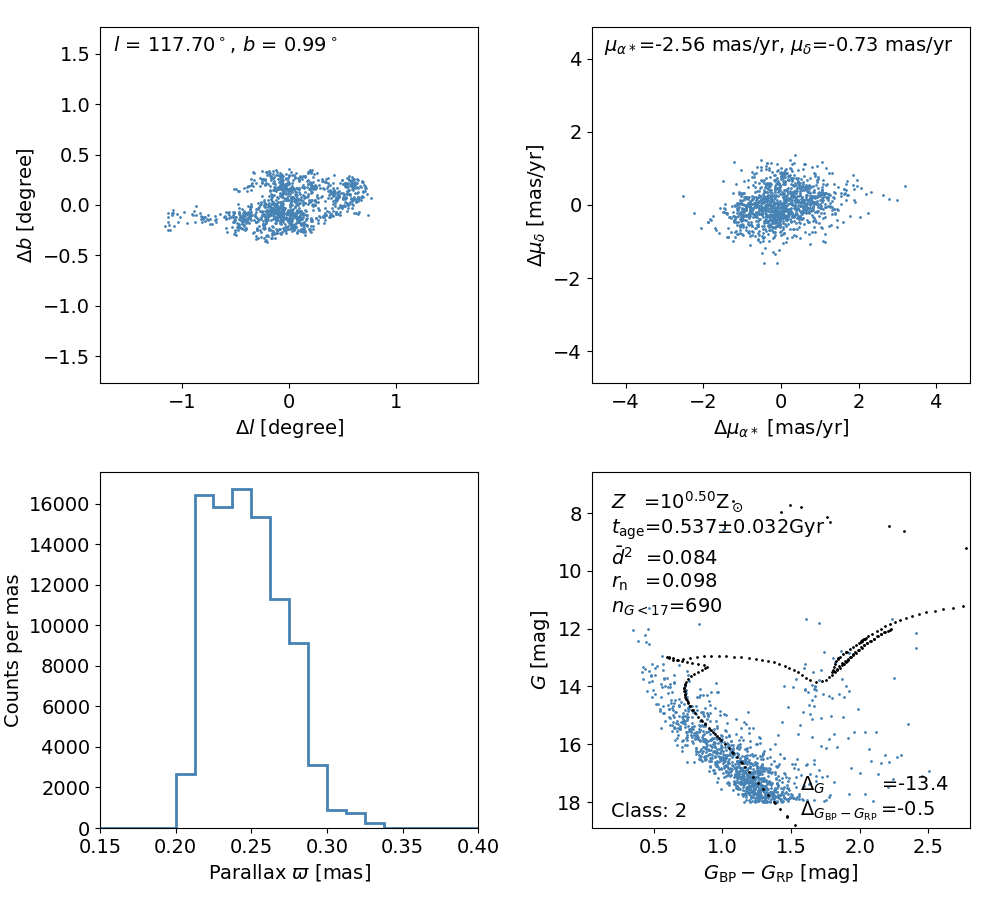 l = 117.70°, b = 0.99°
1.5
1.0
0.5
0.0
−0.5
−1.0
−1.5
Δb [degree]
−1 0 1
Δl [degree]
μα*=-2.56 mas/yr, μδ=-0.73 mas/yr
4
2
0
−2
−4
Δμδ [mas/yr]
−4 −2 0 2 4
Δμα* [mas/yr]
16000
14000
12000
10000
8000
6000
4000
2000
0
Counts per mas
0.15 0.20 0.25 0.30 0.35 0.40
Parallax ϖ [mas]
Z =10^0.50 Z⊙
t_age=0.537±0.032Gyr
d̄² =0.084
r_n =0.098
n_G<17=690
8
10
12
14
16
18
G [mag]
Δ_G =-13.4
Class: 2 Δ_GBP−GRP =-0.5
0.5 1.0 1.5 2.0 2.5
G_BP − G_RP [mag]